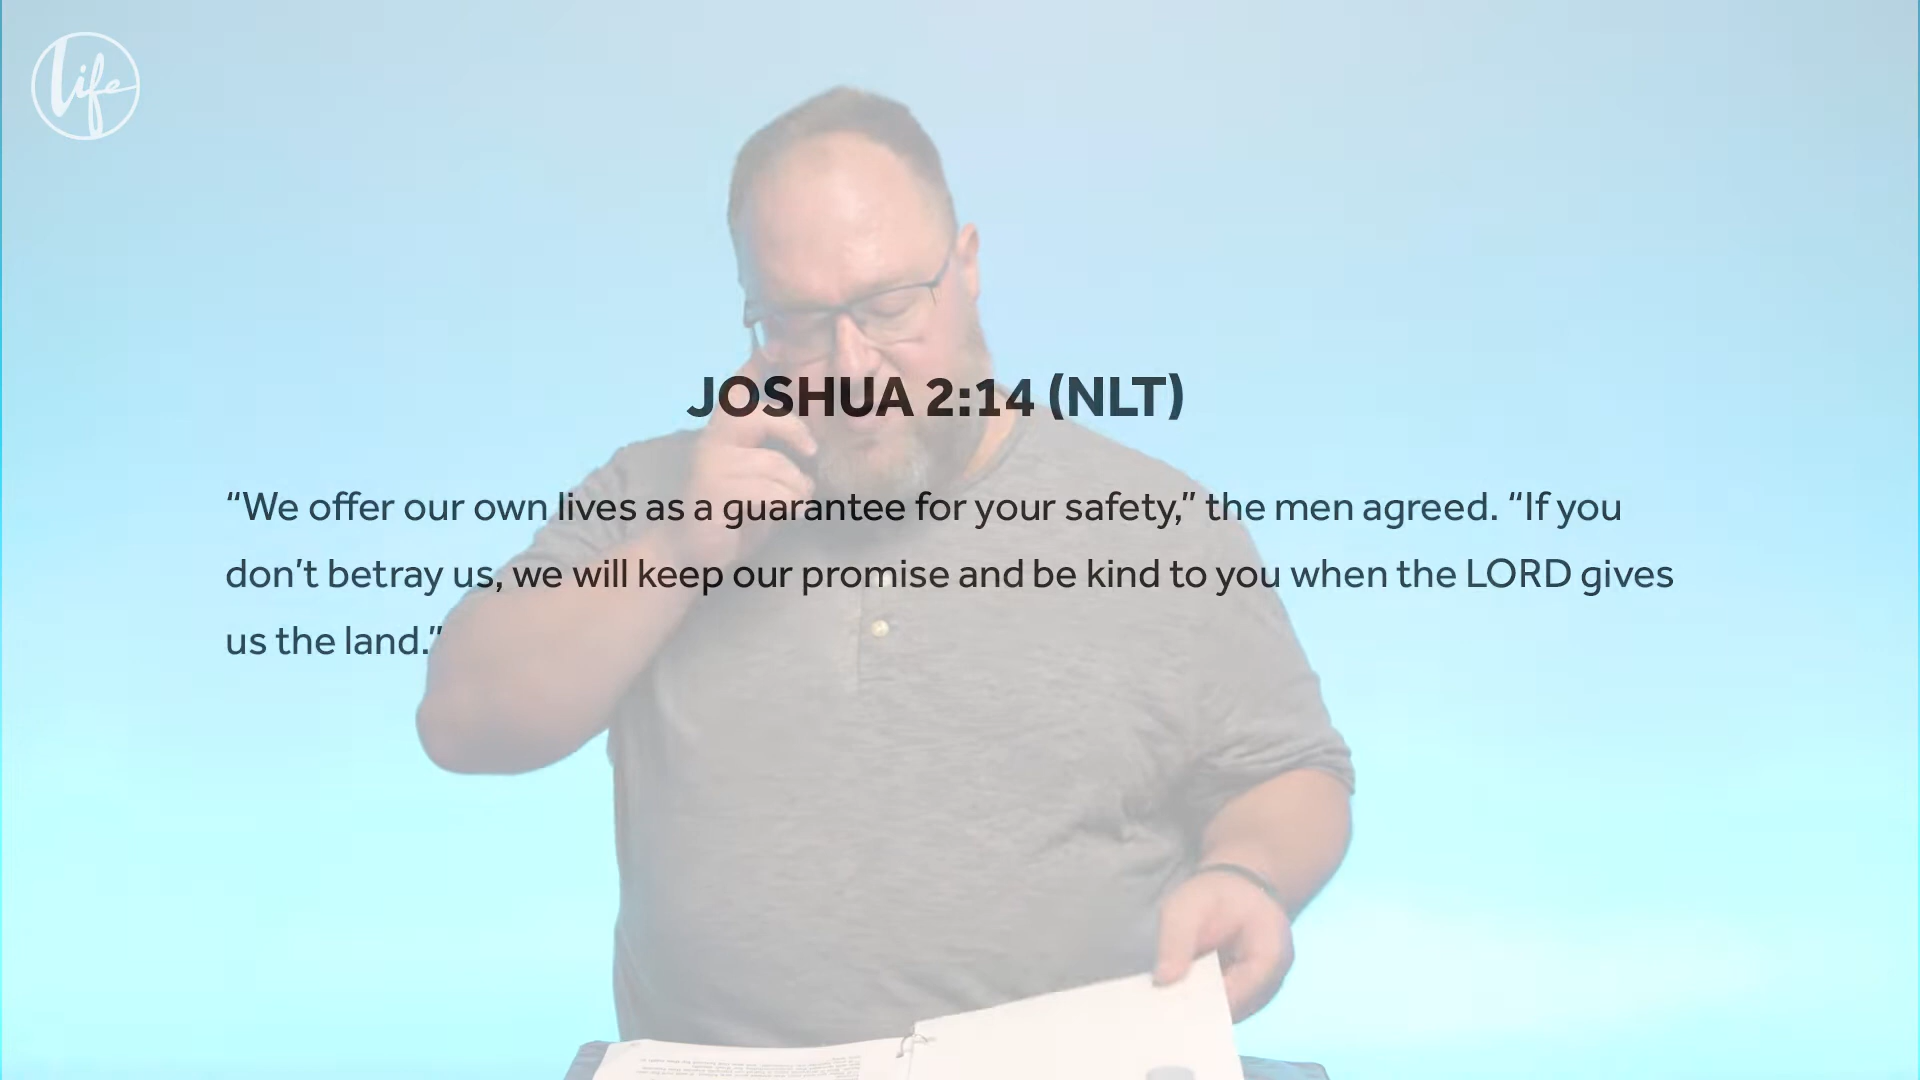 Life
JOSHUA 2:14 (NLT)
“We offer our own lives as a guarantee for your safety,” the men agreed. “If you
don’t betray us, we will keep our promise and be kind to you when the LORD gives
us the land.”